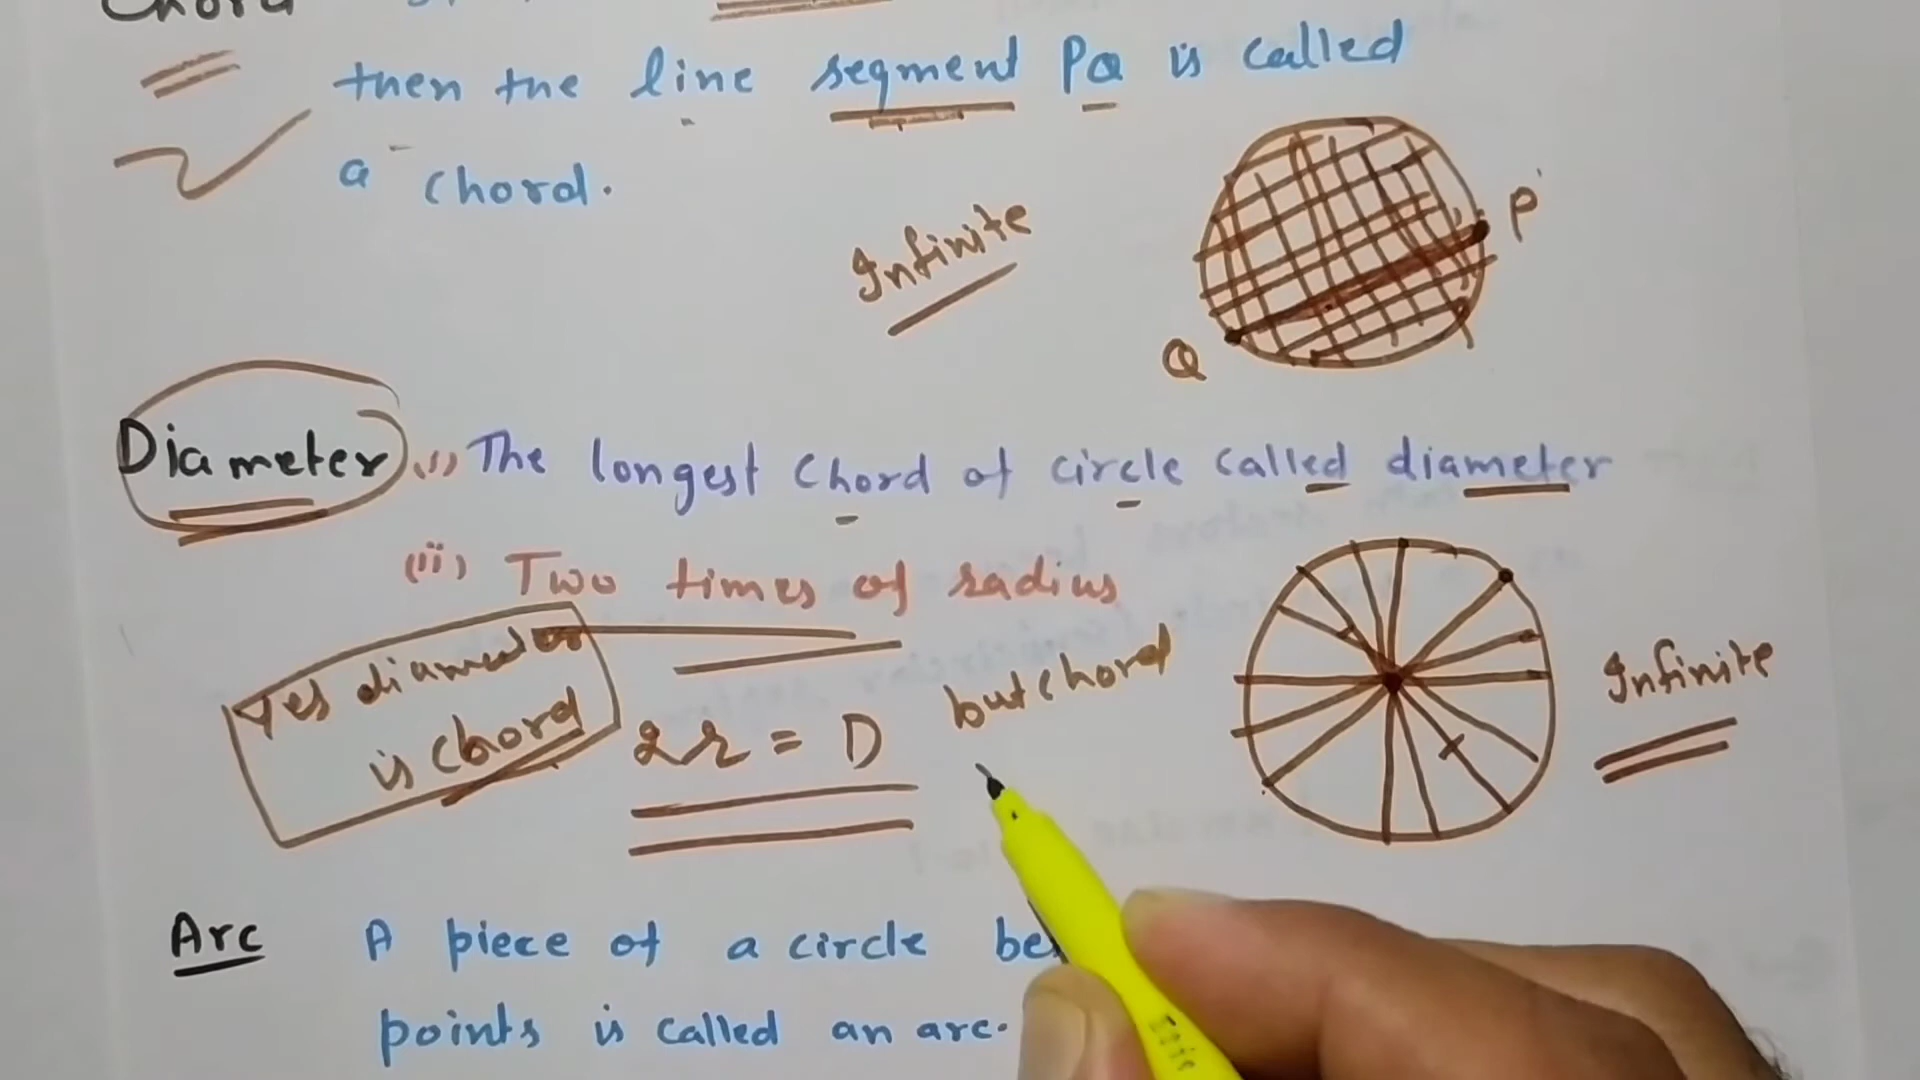 Chord
then the line segment PQ is called
a chord.
P
Infinite
Q
Diameter (i) The longest chord of circle called diameter
(ii) Two times of radius
Yes diameter
is chord
2r = D
but chord
Infinite
Arc A piece of a circle
points is called an arc.